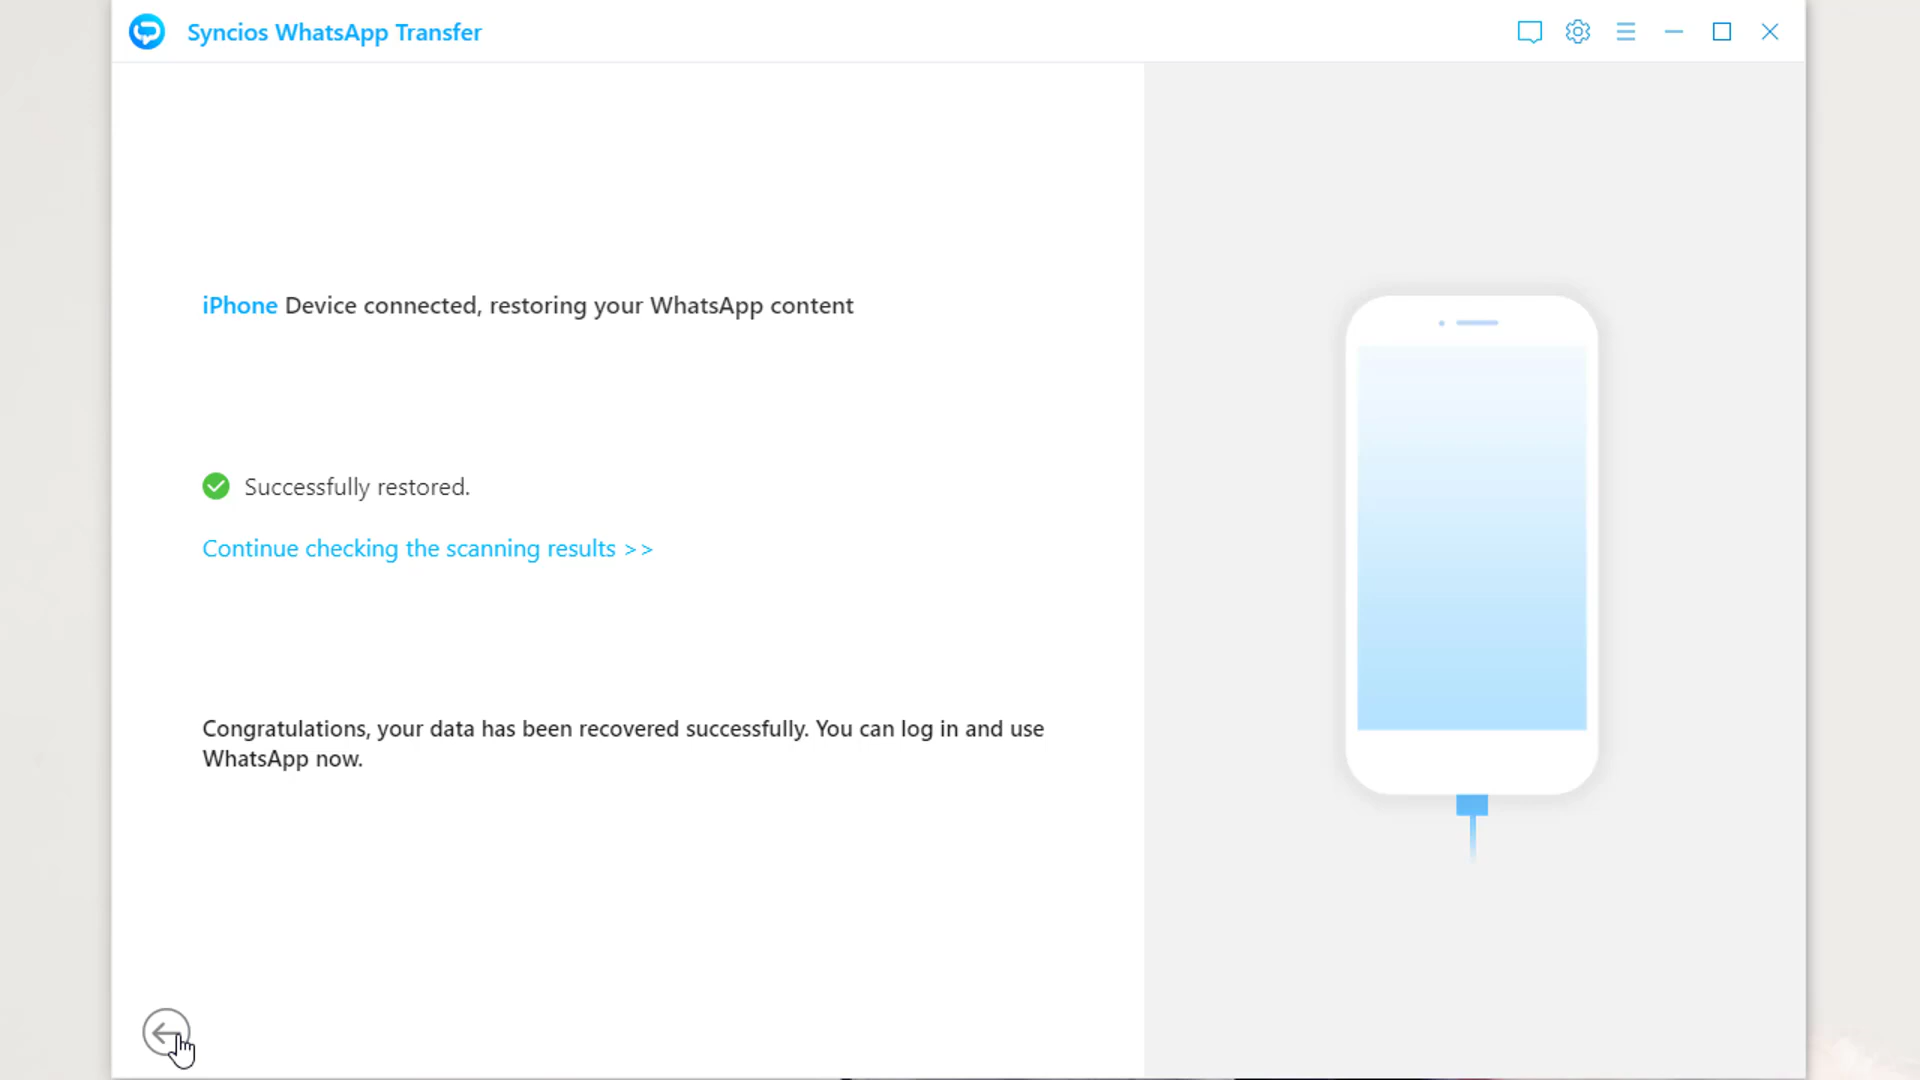 Syncios WhatsApp Transfer
iPhone Device connected, restoring your WhatsApp content
Successfully restored.
Continue checking the scanning results >>
Congratulations, your data has been recovered successfully. You can log in and use
WhatsApp now.